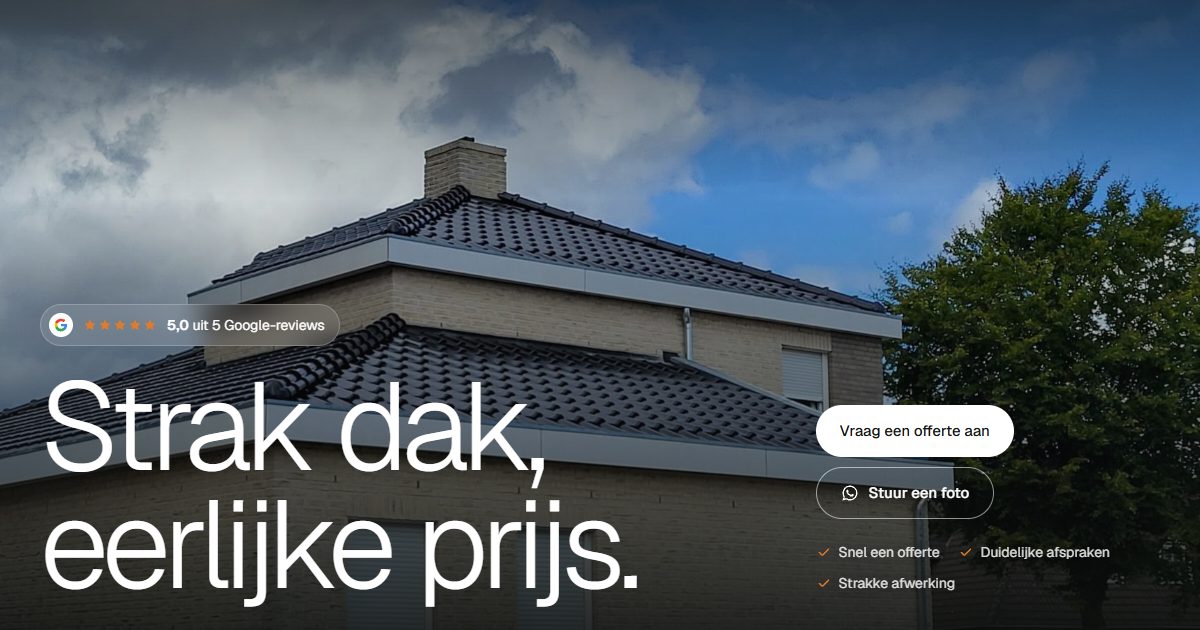 5,0 uit 5 Google-reviews
Strak dak,
eerlijke prijs.
Vraag een offerte aan
Stuur een foto
Snel een offerte
Duidelijke afspraken
Strakke afwerking